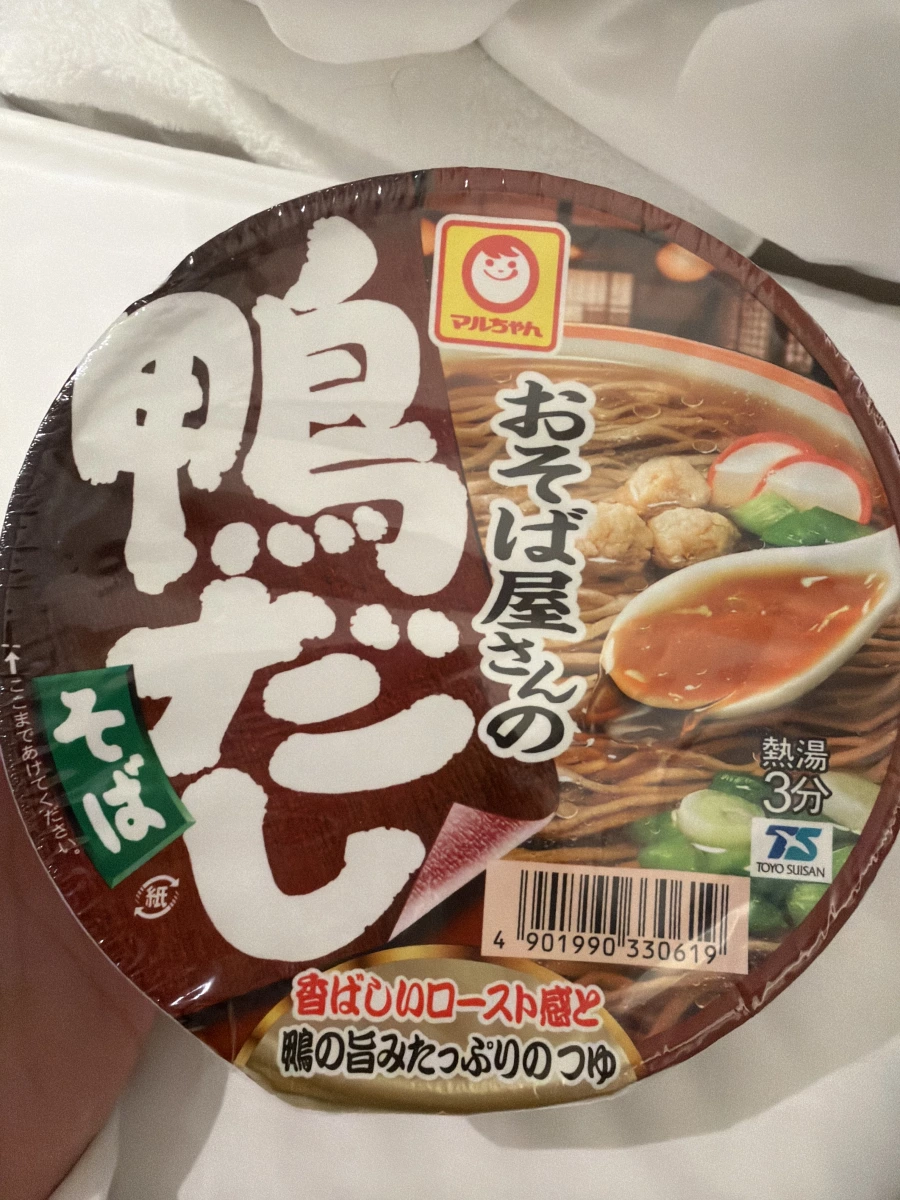 マルちゃん
おそば屋さんの
鴨だし
そば
↑ここまであけてください。
紙
熱湯
3分
TS
TOYO SUISAN
4 901990 330619
香ばしいロースト感と
鴨の旨みたっぷりのつゆ